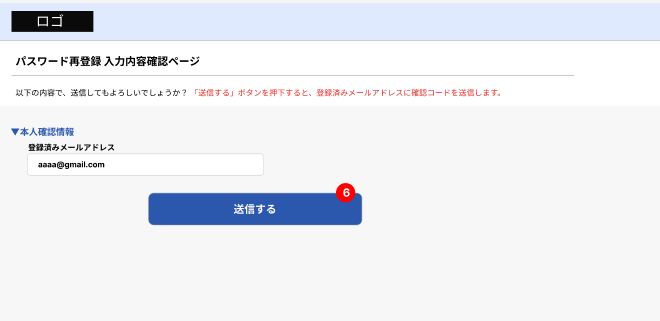 ロゴ
パスワード再登録 入力内容確認ページ
以下の内容で、送信してもよろしいでしょうか？ 「送信する」ボタンを押下すると、登録済みメールアドレスに確認コードを送信します。
▼本人確認情報
登録済みメールアドレス
aaaa@gmail.com
6
送信する